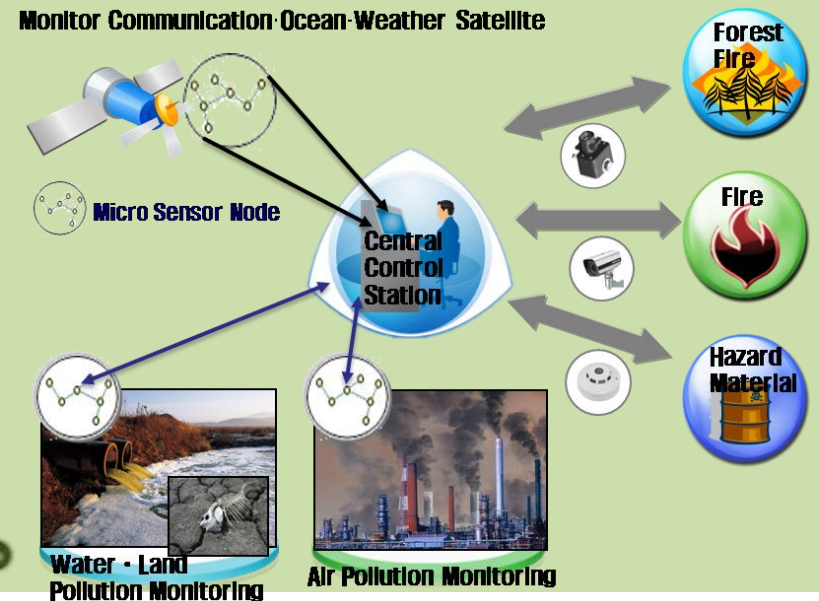 Monitor Communication·Ocean·Weather Satellite
Forest
Fire
Micro Sensor Node
Fire
Central
Control
Station
Hazard
Material
Water · Land
Pollution Monitoring
Air Pollution Monitoring